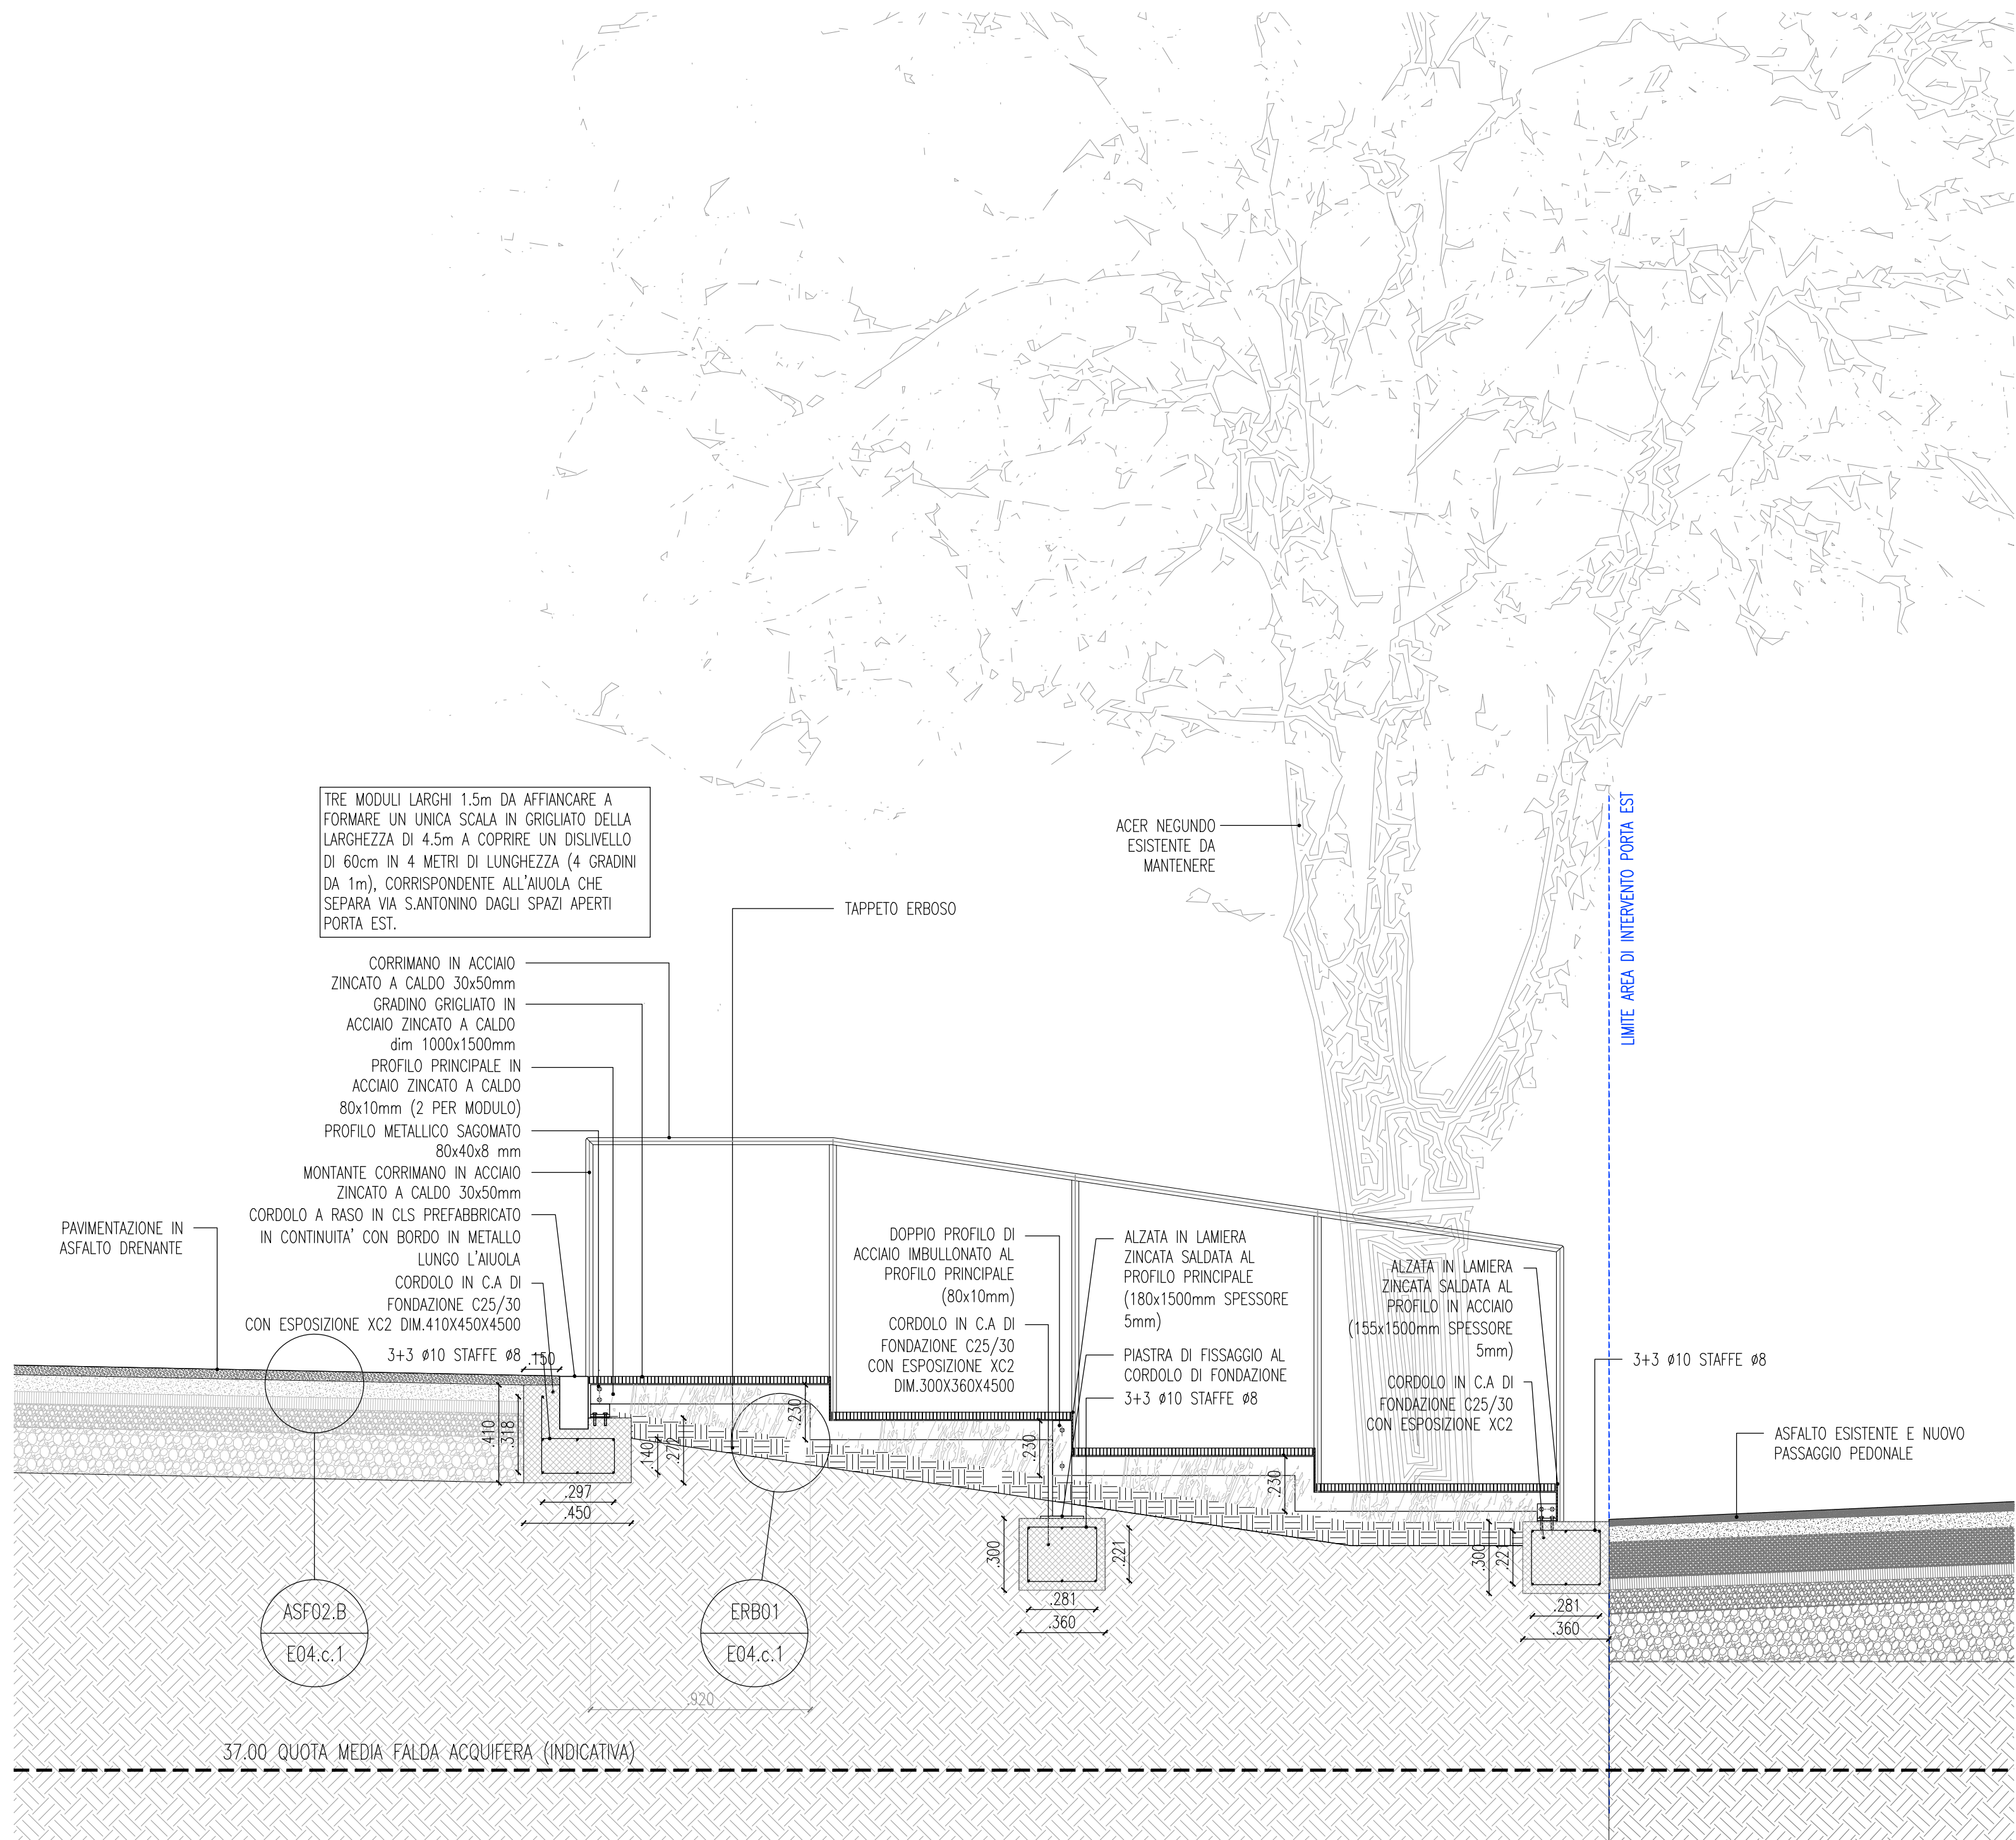 TRE MODULI LARGHI 1.5m DA AFFIANCARE A
FORMARE UN UNICA SCALA IN GRIGLIATO DELLA
LARGHEZZA DI 4.5m A COPRIRE UN DISLIVELLO
DI 60cm IN 4 METRI DI LUNGHEZZA (4 GRADINI
DA 1m), CORRISPONDENTE ALL'AIUOLA CHE
SEPARA VIA S.ANTONINO DAGLI SPAZI APERTI
PORTA EST.
ACER NEGUNDO
ESISTENTE DA
MANTENERE
LIMITE AREA DI INTERVENTO PORTA EST
TAPPETO ERBOSO
CORRIMANO IN ACCIAIO
ZINCATO A CALDO 30x50mm
GRADINO GRIGLIATO IN
ACCIAIO ZINCATO A CALDO
dim 1000x1500mm
PROFILO PRINCIPALE IN
ACCIAIO ZINCATO A CALDO
80x10mm (2 PER MODULO)
PROFILO METALLICO SAGOMATO
80x40x8 mm
MONTANTE CORRIMANO IN ACCIAIO
ZINCATO A CALDO 30x50mm
CORDOLO A RASO IN CLS PREFABBRICATO
IN CONTINUITA' CON BORDO IN METALLO
LUNGO L'AIUOLA
CORDOLO IN C.A DI
FONDAZIONE C25/30
CON ESPOSIZIONE XC2 DIM.410X450X4500
3+3 ø10 STAFFE ø8
PAVIMENTAZIONE IN
ASFALTO DRENANTE
DOPPIO PROFILO DI
ACCIAIO IMBULLONATO AL
PROFILO PRINCIPALE
(80x10mm)
CORDOLO IN C.A DI
FONDAZIONE C25/30
CON ESPOSIZIONE XC2
DIM.300X360X4500
ALZATA IN LAMIERA
ZINCATA SALDATA AL
PROFILO PRINCIPALE
(180x1500mm SPESSORE
5mm)
PIASTRA DI FISSAGGIO AL
CORDOLO DI FONDAZIONE
3+3 ø10 STAFFE ø8
ALZATA IN LAMIERA
ZINCATA SALDATA AL
PROFILO IN ACCIAIO
(155x1500mm SPESSORE
5mm)
CORDOLO IN C.A DI
FONDAZIONE C25/30
CON ESPOSIZIONE XC2
3+3 ø10 STAFFE ø8
ASFALTO ESISTENTE E NUOVO
PASSAGGIO PEDONALE
.150
.410
.318
.140
.272
.230
.230
.230
.297
.450
.300
.221
.281
.360
.300
.221
.281
.360
.920
ASF02.B
E04.c.1
ERB01
E04.c.1
37.00 QUOTA MEDIA FALDA ACQUIFERA (INDICATIVA)